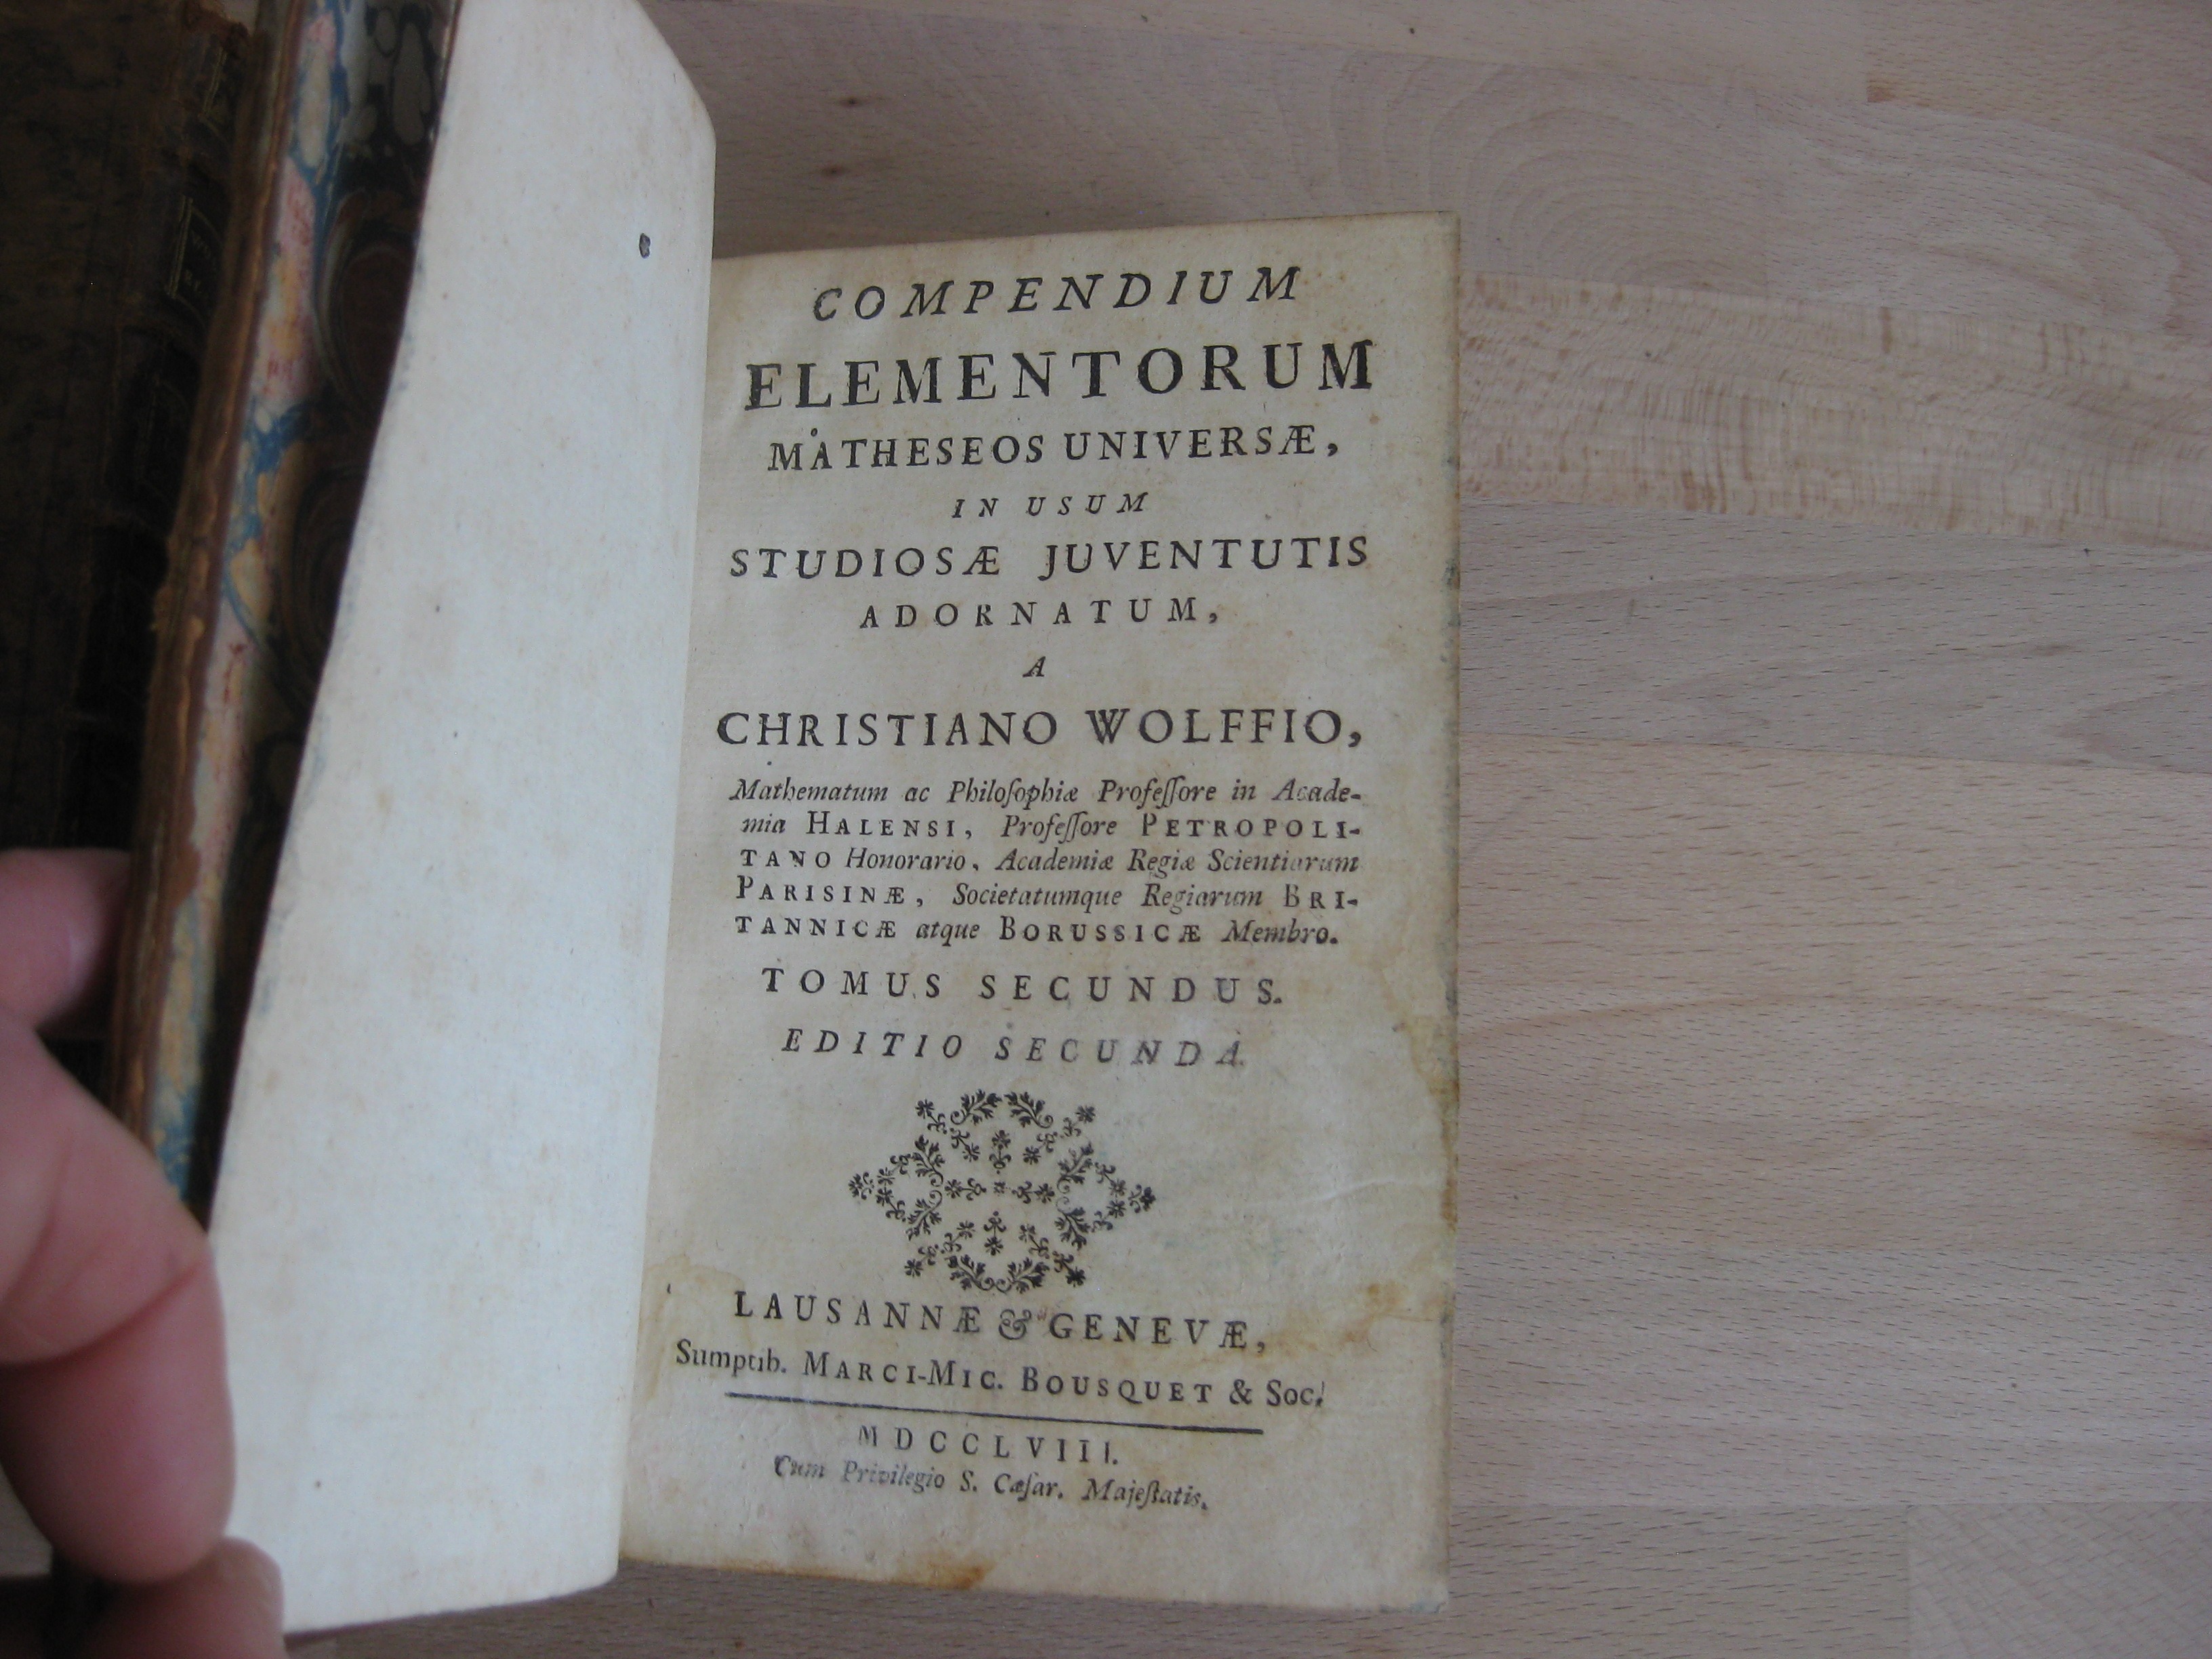 COMPENDIUM
ELEMENTORUM
MATHESEOS UNIVERSÆ,
IN USUM
STUDIOSÆ JUVENTUTIS
ADORNATUM,
A
CHRISTIANO WOLFFIO,
Mathematum ac Philoſophiæ Profeſſore in Acade-
mia HALENSI, Profeſſore PETROPOLI-
TANO Honorario, Academiæ Regiæ Scientiarum
PARISINÆ, Societatumque Regiarum BRI-
TANNICÆ atque BORUSSICÆ Membro.
TOMUS SECUNDUS.
EDITIO SECUNDA.
LAUSANNÆ & GENEVÆ,
Sumptib. MARCI-MIC. BOUSQUET & Soc.
MDCCLVIII.
Cum Privilegio S. Cæſar. Majeſtatis.